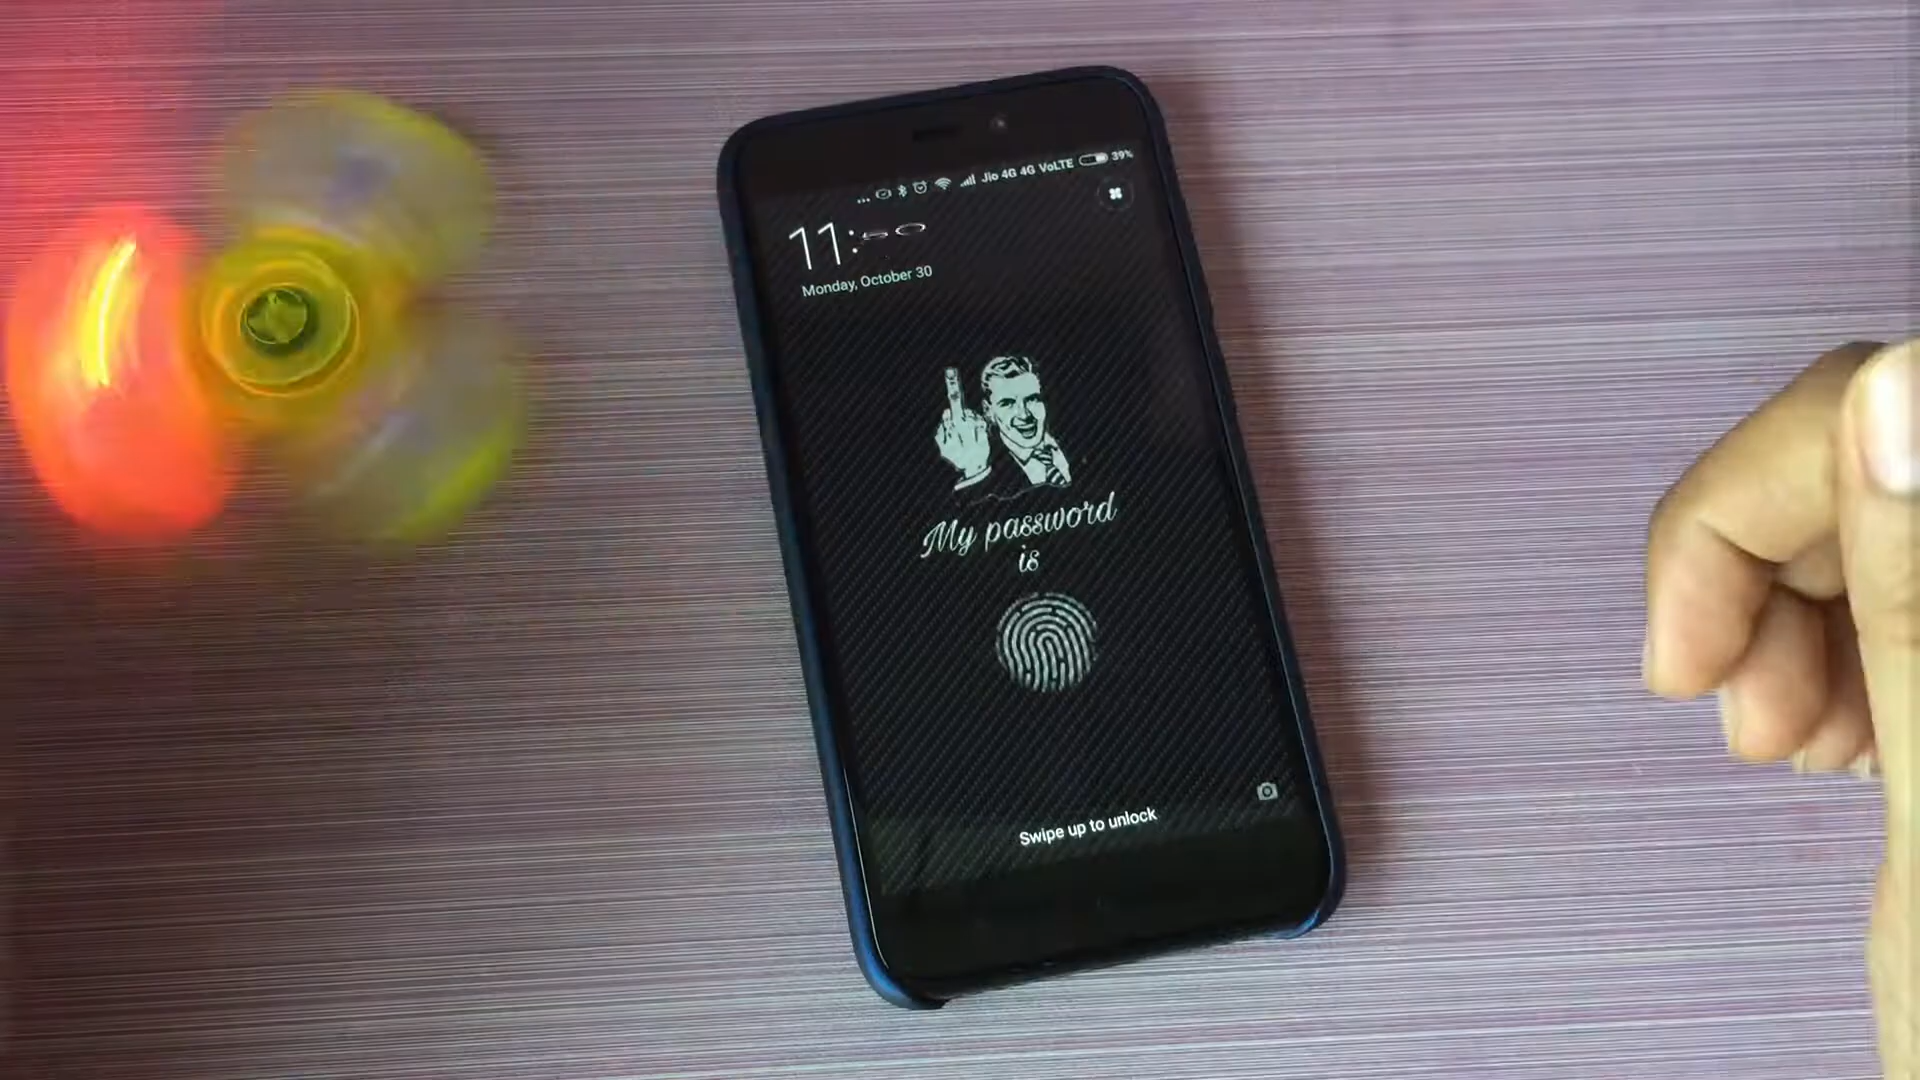 ... Jio 4G 4G VoLTE 39%
11:
Monday, October 30
My password
is
Swipe up to unlock